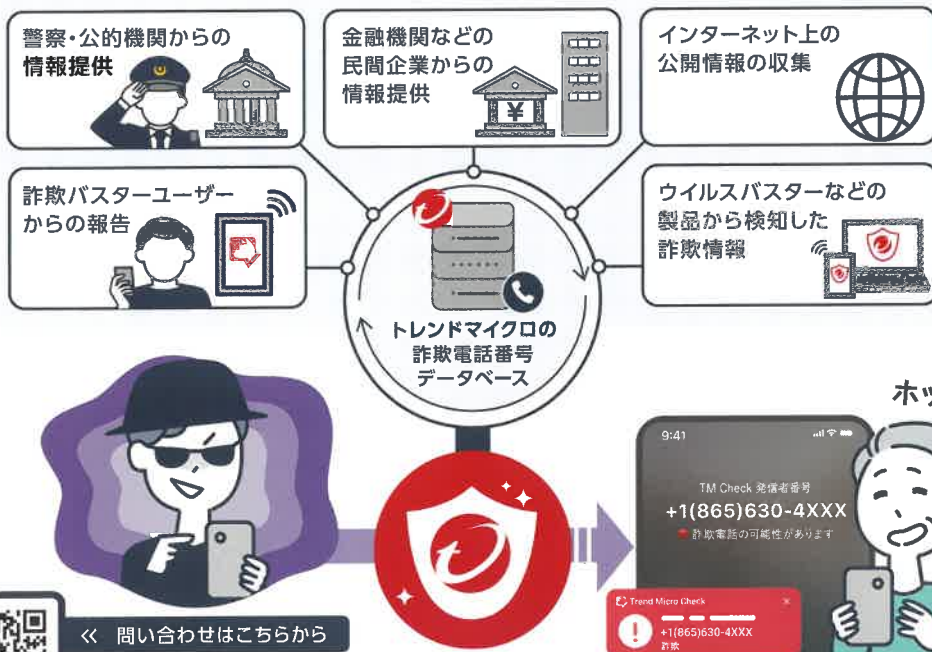 警察・公的機関からの
情報提供
金融機関などの
民間企業からの
情報提供
インターネット上の
公開情報の収集
詐欺バスターユーザー
からの報告
ウイルスバスターなどの
製品から検知した
詐欺情報
トレンドマイクロの
詐欺電話番号
データベース
ホッ
9:41
TM Check 発信者番号
+1(865)630-4XXX
詐欺電話の可能性があります
Trend Micro Check
+1(865)630-4XXX
詐欺
≪ 問い合わせはこちらから